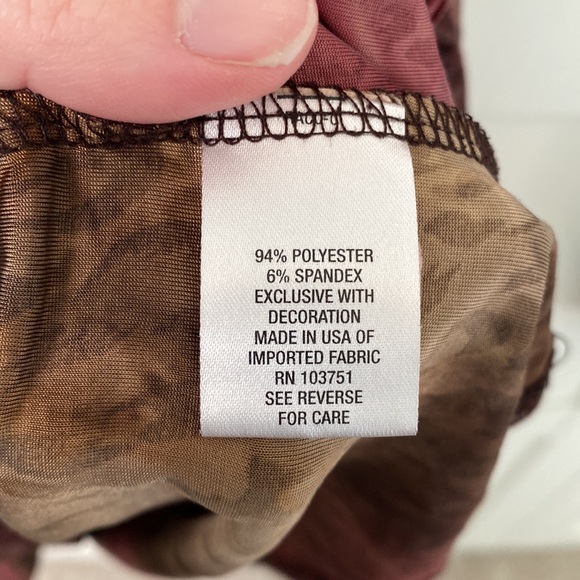 94% POLYESTER
6% SPANDEX
EXCLUSIVE WITH
DECORATION
MADE IN USA OF
IMPORTED FABRIC
RN 103751
SEE REVERSE
FOR CARE